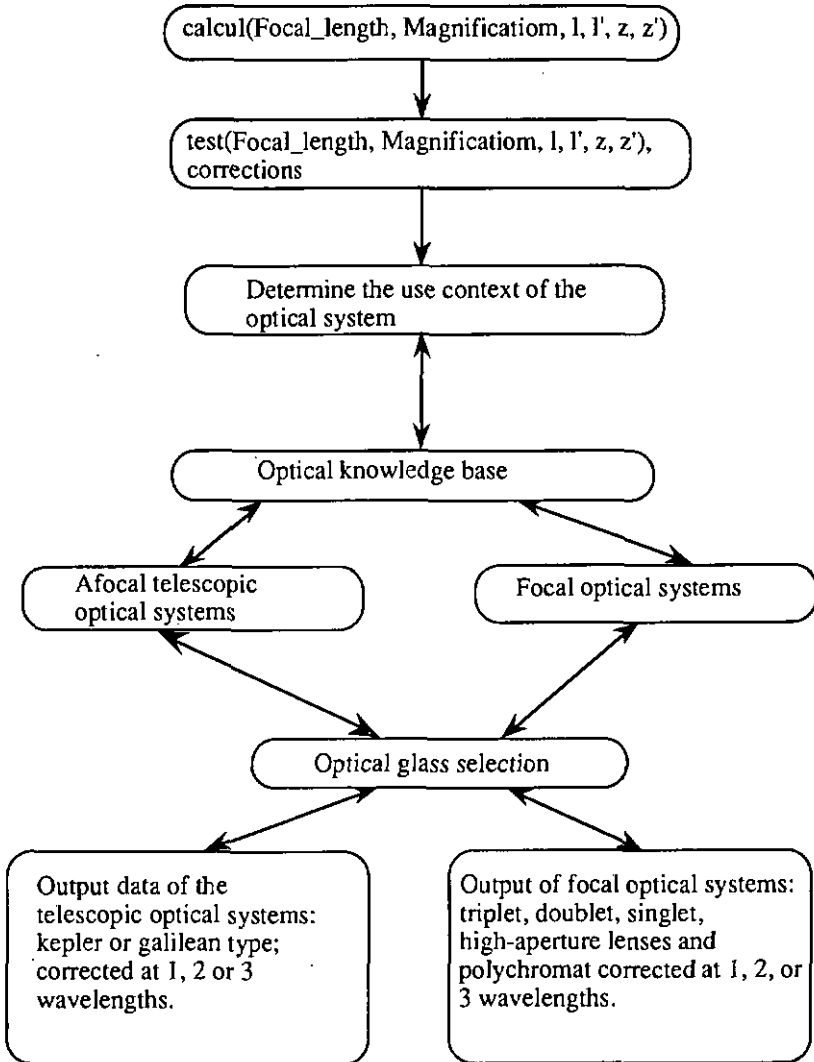 calcul(Focal_length, Magnificatiom, l, l', z, z')
test(Focal_length, Magnificatiom, l, l', z, z'),
corrections
Determine the use context of the
optical system
Optical knowledge base
Afocal telescopic
optical systems
Focal optical systems
Optical glass selection
Output data of the
telescopic optical systems:
kepler or galilean type;
corrected at 1, 2 or 3
wavelengths.
Output of focal optical systems:
triplet, doublet, singlet,
high-aperture lenses and
polychromat corrected at 1, 2, or
3 wavelengths.